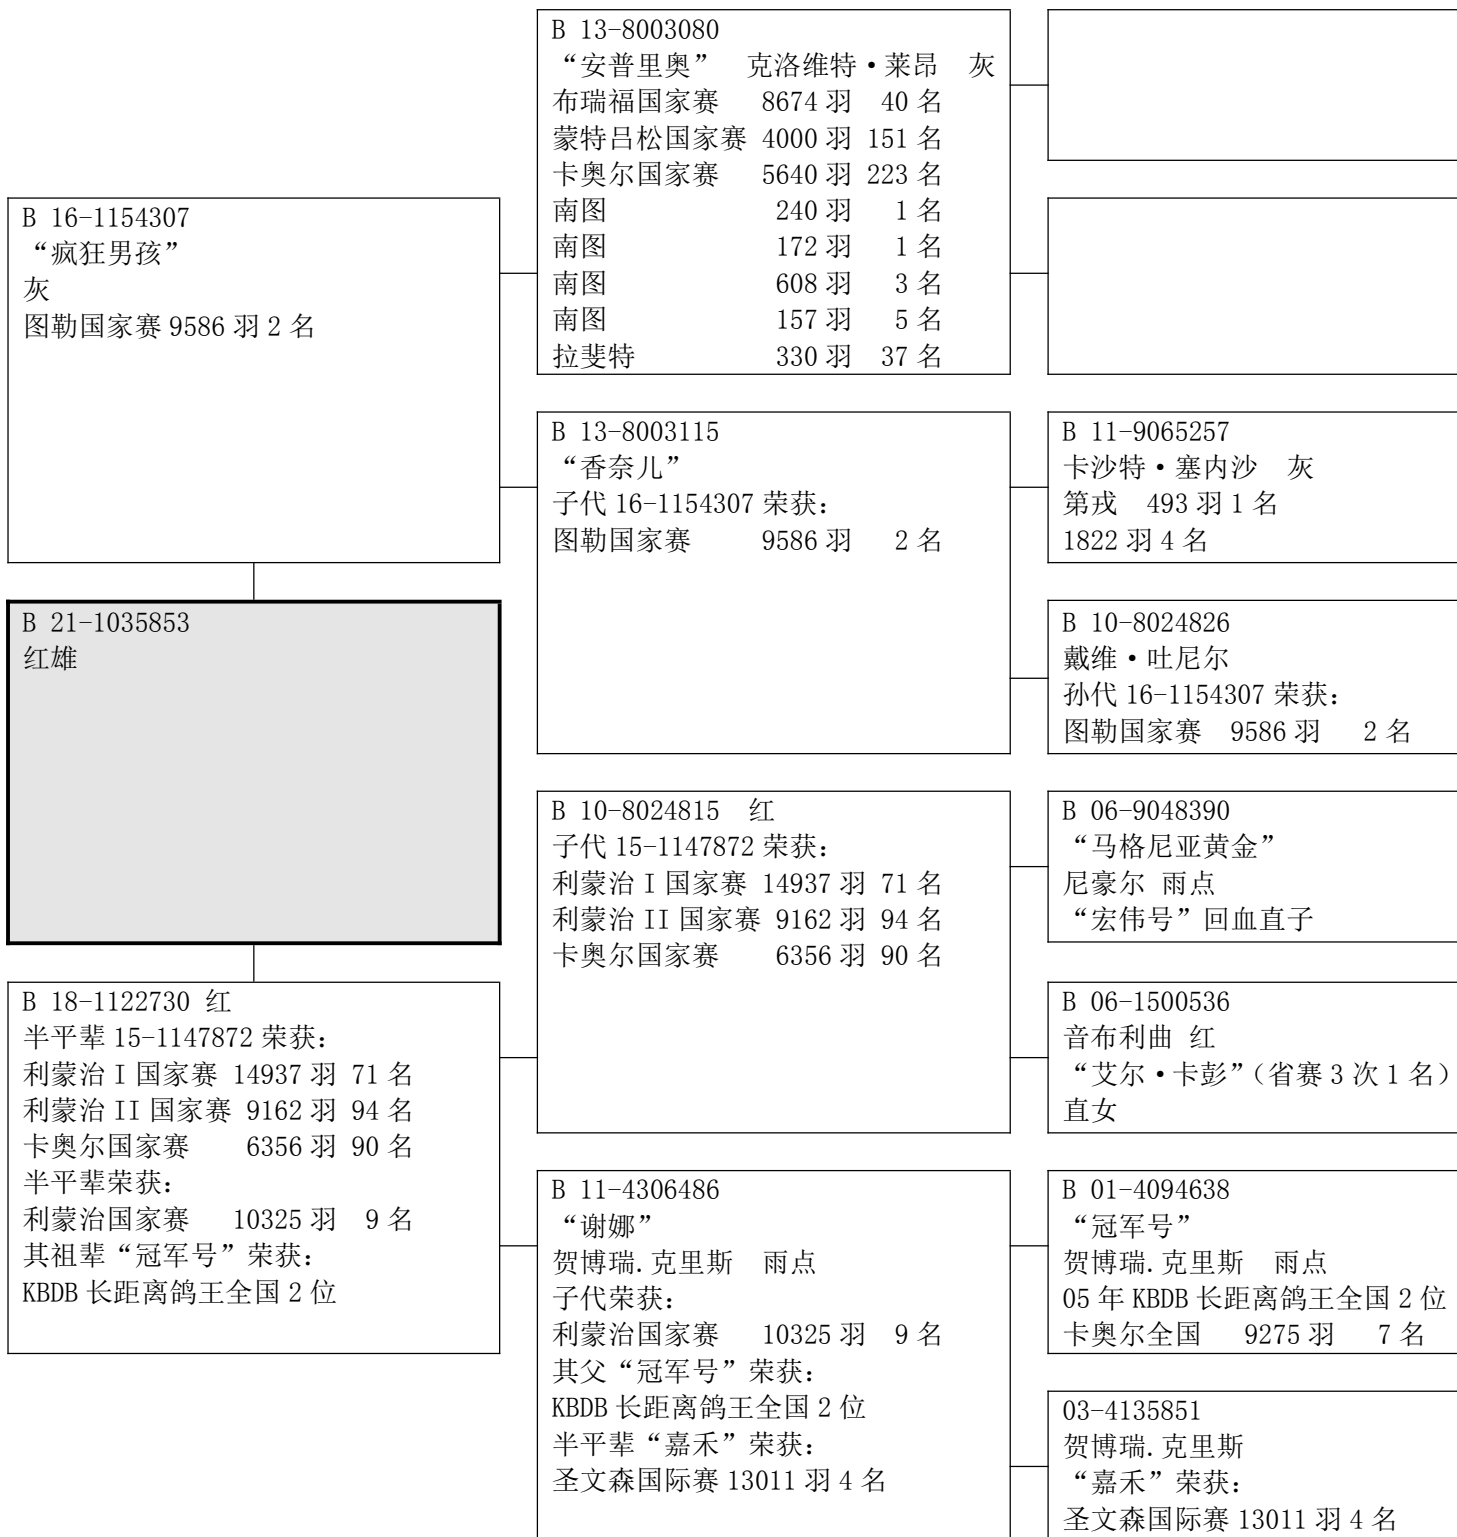 B 16-1154307
“疯狂男孩”
灰
图勒国家赛 9586 羽 2 名
B 21-1035853
红雄
B 18-1122730 红
半平辈 15-1147872 荣获：
利蒙治 I 国家赛 14937 羽 71 名
利蒙治 II 国家赛 9162 羽 94 名
卡奥尔国家赛 6356 羽 90 名
半平辈荣获：
利蒙治国家赛 10325 羽 9 名
其祖辈“冠军号”荣获：
KBDB 长距离鸽王全国 2 位
B 13-8003080
“安普里奥” 克洛维特·莱昂 灰
布瑞福国家赛 8674 羽 40 名
蒙特吕松国家赛 4000 羽 151 名
卡奥尔国家赛 5640 羽 223 名
南图 240 羽 1 名
南图 172 羽 1 名
南图 608 羽 3 名
南图 157 羽 5 名
拉斐特 330 羽 37 名
B 13-8003115
“香奈儿”
子代 16-1154307 荣获：
图勒国家赛 9586 羽 2 名
B 10-8024815 红
子代 15-1147872 荣获：
利蒙治 I 国家赛 14937 羽 71 名
利蒙治 II 国家赛 9162 羽 94 名
卡奥尔国家赛 6356 羽 90 名
B 11-4306486
“谢娜”
贺博瑞.克里斯 雨点
子代荣获：
利蒙治国家赛 10325 羽 9 名
其父“冠军号”荣获：
KBDB 长距离鸽王全国 2 位
半平辈“嘉禾”荣获：
圣文森国际赛 13011 羽 4 名
B 11-9065257
卡沙特·塞内沙 灰
第戎 493 羽 1 名
1822 羽 4 名
B 10-8024826
戴维·吐尼尔
孙代 16-1154307 荣获：
图勒国家赛 9586 羽 2 名
B 06-9048390
“马格尼亚黄金”
尼豪尔 雨点
“宏伟号”回血直子
B 06-1500536
音布利曲 红
“艾尔·卡彭”（省赛 3 次 1 名）
直女
B 01-4094638
“冠军号”
贺博瑞.克里斯 雨点
05 年 KBDB 长距离鸽王全国 2 位
卡奥尔全国 9275 羽 7 名
03-4135851
贺博瑞.克里斯
“嘉禾”荣获：
圣文森国际赛 13011 羽 4 名